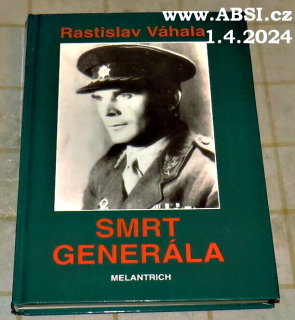 www.ABSI.cz
1.4.2024
Rastislav Váhala
SMRT
GENERÁLA
MELANTRICH